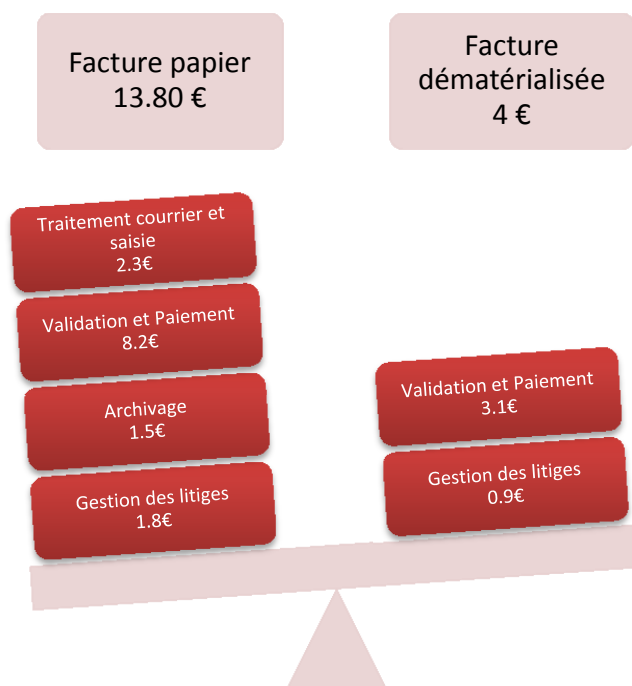 Facture papier
13.80 €
Facture
dématérialisée
4 €
Traitement courrier et
saisie
2.3€
Validation et Paiement
8.2€
Archivage
1.5€
Gestion des litiges
1.8€
Validation et Paiement
3.1€
Gestion des litiges
0.9€